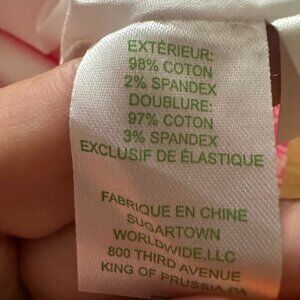 EXTÉRIEUR:
98% COTON
2% SPANDEX
DOUBLURE:
97% COTON
3% SPANDEX
EXCLUSIF DE ÉLASTIQUE
FABRIQUE EN CHINE
SUGARTOWN
WORLDWIDE,LLC
800 THIRD AVENUE
KING OF PRUSSIA,PA